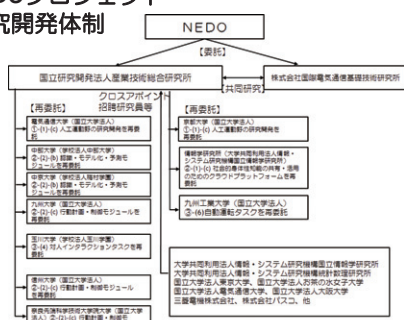 究開発体制
NEDO
【委託】
国立研究開発法人産業技術総合研究所
株式会社国際電気通信基礎技術研究所
【共同研究】
クロスアポイント
招聘研究員等
【再委託】
電気通信大学（国立大学法人）
①-(1)-(c) 人工運動野の研究開発を再委
託
中部大学（学校法人中部大学）
②-(2)-(b) 認識・モデル化・予測モ
ジュールを再委託
中京大学（学校法人梅村学園）
②-(2)-(b) 認識・モデル化・予測モ
ジュールを再委託
九州大学（国立大学法人）
②-(2)-(c) 行動計画・制御モジュールを
再委託
玉川大学（学校法人玉川学園）
③-(4) 対人インタラクションタスクを再
委託
信州大学（国立大学法人）
②-(2)-(c) 行動計画・制御モジュール
を再委託
奈良先端科学技術大学院大学（国立大学
法人）②-(2)-(c) 行動計画・制御モ
【再委託】
京都大学（国立大学法人）
①-(1)-(c) 人工運動野の研究開発を
再委託
情報学研究所（大学共同利用法人情報・
システム研究機構国立情報学研究所）
②-(1)-(c) 社会的身体性知能の共有・活用
のためのクラウドプラットフォームを再
委託
九州工業大学（国立大学法人）
③-(6)自動運転タスクを再委託
大学共同利用法人情報・システム研究機構国立情報学研究所
大学共同利用法人情報・システム研究機構統計数理研究所
国立大学法人東京大学、国立大学法人お茶の水女子大学
国立大学法人電気通信大学、国立大学法人大阪大学
三菱電機株式会社、株式会社パスコ、他